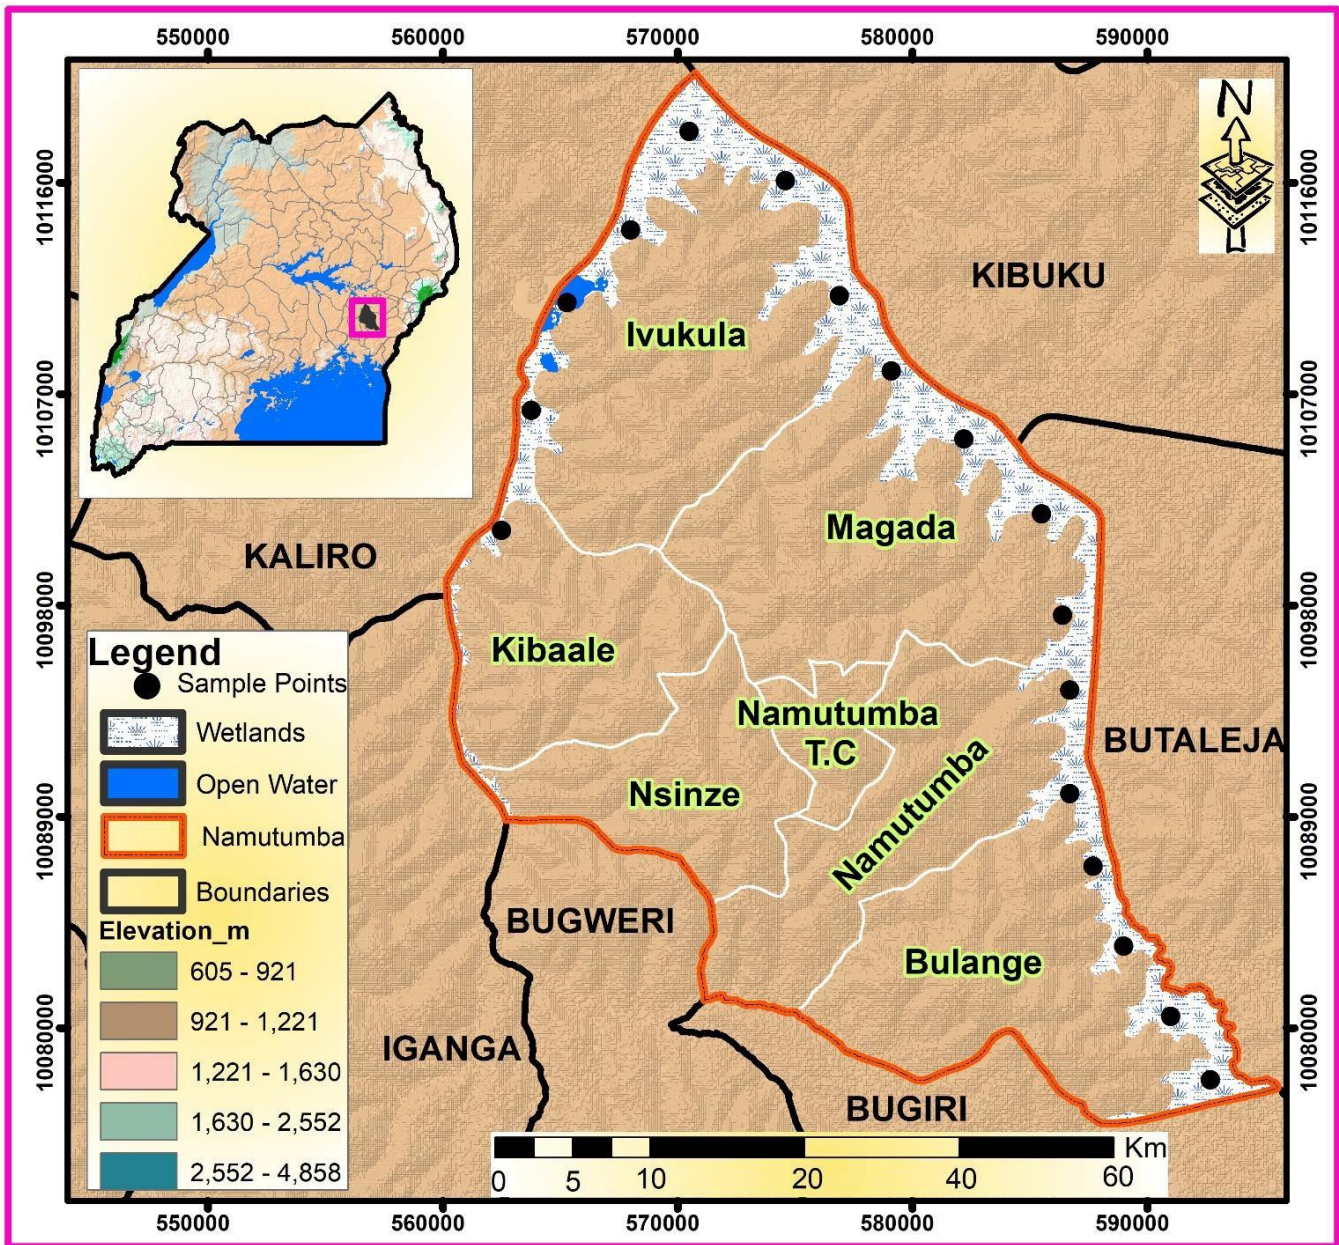 550000 560000 570000 580000 590000
N
10116000
10116000
KIBUKU
Ivukula
10107000
10107000
Magada
KALIRO
10098000
10098000
Kibaale
Legend
Sample Points
Wetlands
Open Water
Namutumba
Boundaries
Elevation_m
605 - 921
921 - 1,221
1,221 - 1,630
1,630 - 2,552
2,552 - 4,858
Namutumba
T.C
BUTALEJA
Nsinze
Namutumba
10089000
10089000
BUGWERI
Bulange
10080000
10080000
IGANGA
BUGIRI
Km
0 5 10 20 40 60
550000 560000 570000 580000 590000